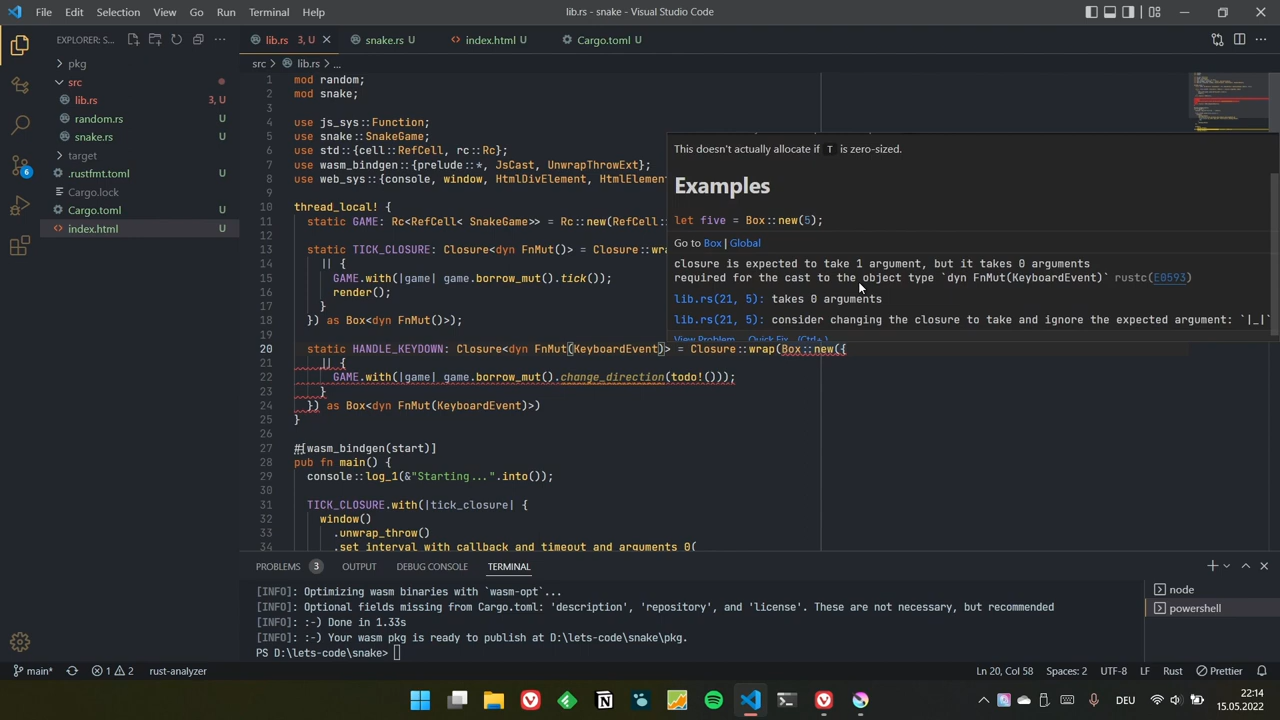 File Edit Selection View Go Run Terminal Help lib.rs - snake - Visual Studio Code
EXPLORER: S... lib.rs 3, U snake.rs U index.html U Cargo.toml U
src > lib.rs > ...
pkg
src
lib.rs 3, U
random.rs U
snake.rs U
target
.rustfmt.toml U
Cargo.lock
Cargo.toml U
index.html U
6
1 mod random;
2 mod snake;
3
4 use js_sys::Function;
5 use snake::SnakeGame;
6 use std::{cell::RefCell, rc::Rc};
7 use wasm_bindgen::{prelude::*, JsCast, UnwrapThrowExt};
8 use web_sys::{console, window, HtmlDivElement, HtmlElement
9
10 thread_local! {
11 static GAME: Rc<RefCell< SnakeGame>> = Rc::new(RefCell::
12
13 static TICK_CLOSURE: Closure<dyn FnMut()> = Closure::wra
14 || {
15 GAME.with(|game| game.borrow_mut().tick());
16 render();
17 }
18 }) as Box<dyn FnMut()>);
19
20 static HANDLE_KEYDOWN: Closure<dyn FnMut(KeyboardEvent)> = Closure::wrap(Box::new({
21 || {
22 GAME.with(|game| game.borrow_mut().change_direction(todo!()));
23 }
24 }) as Box<dyn FnMut(KeyboardEvent)>)
25 }
26
27 #[wasm_bindgen(start)]
28 pub fn main() {
29 console::log_1(&"Starting...".into());
30
31 TICK_CLOSURE.with(|tick_closure| {
32 window()
33 .unwrap_throw()
34 .set_interval_with_callback_and_timeout_and_arguments_0(
This doesn't actually allocate if T is zero-sized.
Examples
let five = Box::new(5);
Go to Box | Global
closure is expected to take 1 argument, but it takes 0 arguments
required for the cast to the object type `dyn FnMut(KeyboardEvent)` rustc(E0593)
lib.rs(21, 5): takes 0 arguments
lib.rs(21, 5): consider changing the closure to take and ignore the expected argument: `|_|`
View Problem Quick Fix... (Ctrl+.)
PROBLEMS 3 OUTPUT DEBUG CONSOLE TERMINAL
[INFO]: Optimizing wasm binaries with `wasm-opt`...
[INFO]: Optional fields missing from Cargo.toml: 'description', 'repository', and 'license'. These are not necessary, but recommended
[INFO]: :-) Done in 1.33s
[INFO]: :-) Your wasm pkg is ready to publish at D:\lets-code\snake\pkg.
PS D:\lets-code\snake>
node
powershell
main* 1 2 rust-analyzer Ln 20, Col 58 Spaces: 2 UTF-8 LF Rust Prettier
DEU 22:14
15.05.2022